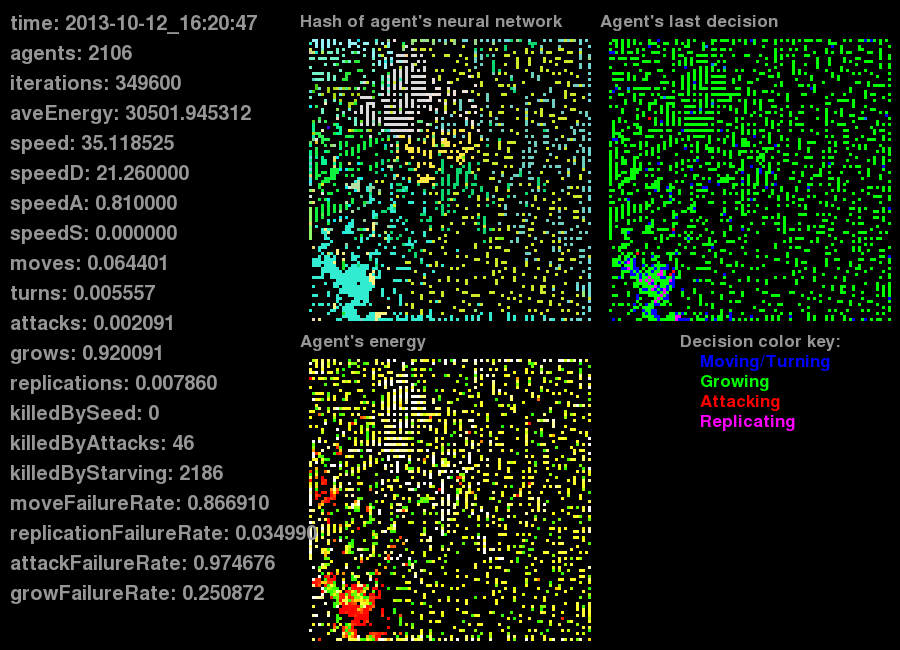 time: 2013-10-12_16:20:47
agents: 2106
iterations: 349600
aveEnergy: 30501.945312
speed: 35.118525
speedD: 21.260000
speedA: 0.810000
speedS: 0.000000
moves: 0.064401
turns: 0.005557
attacks: 0.002091
grows: 0.920091
replications: 0.007860
killedBySeed: 0
killedByAttacks: 46
killedByStarving: 2186
moveFailureRate: 0.866910
replicationFailureRate: 0.034990
attackFailureRate: 0.974676
growFailureRate: 0.250872
Hash of agent's neural network
Agent's last decision
Agent's energy
Decision color key:
Moving/Turning
Growing
Attacking
Replicating